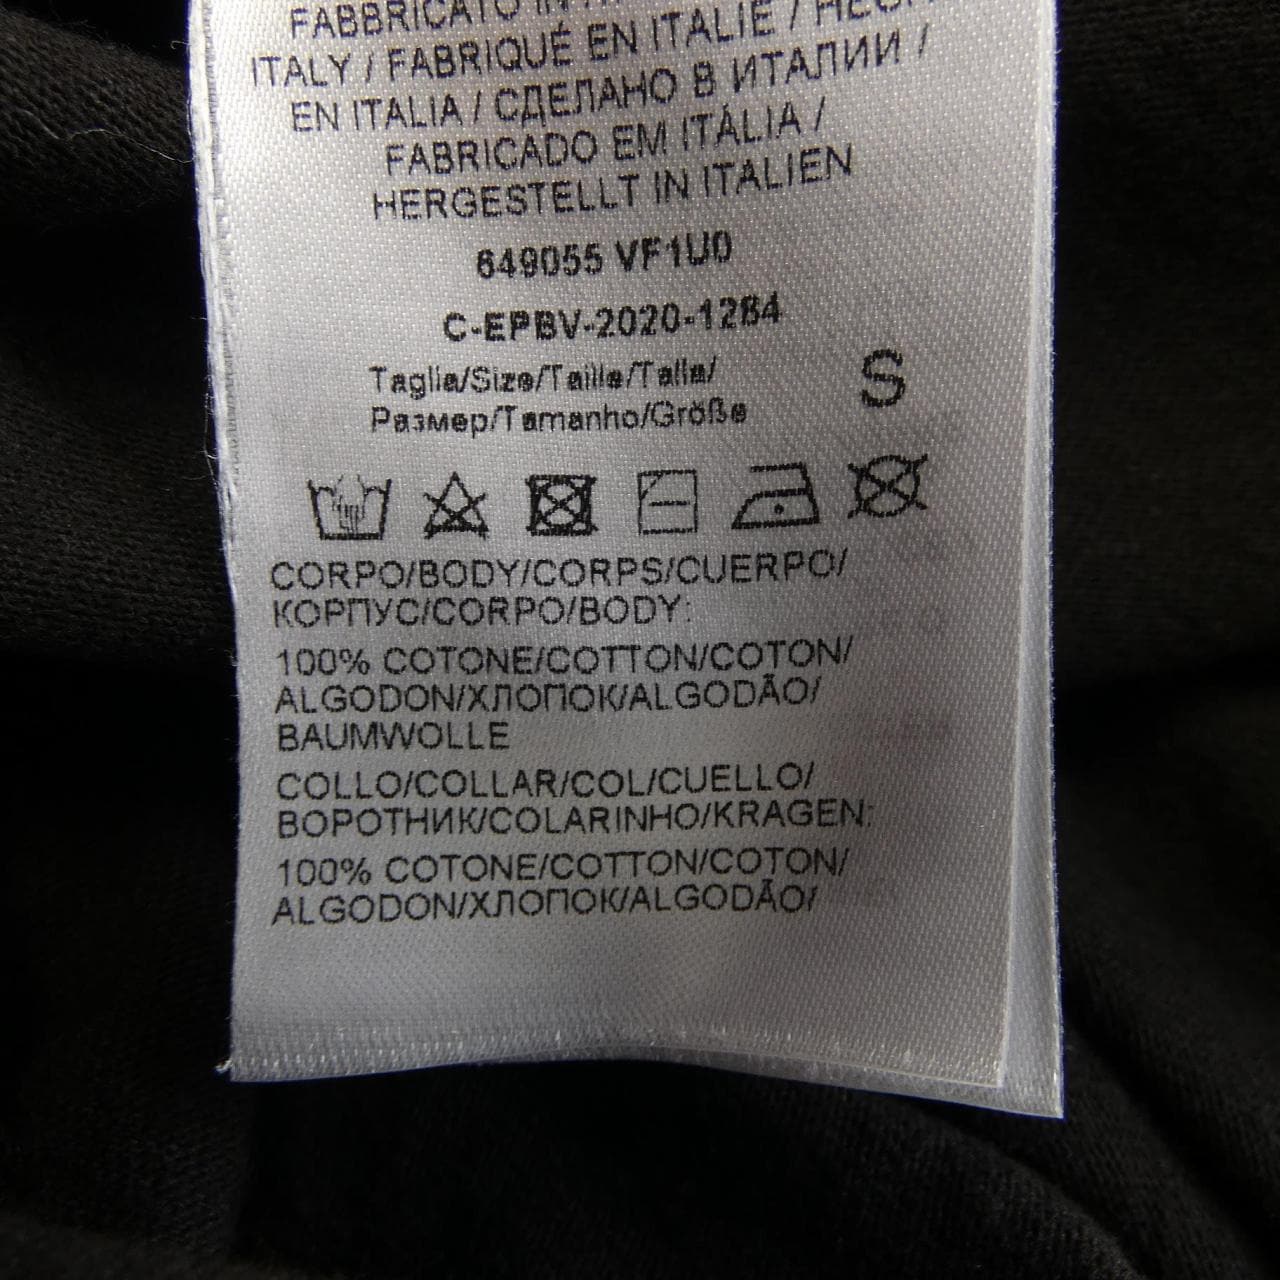 FABBRICATO IN
ITALY / FABRIQUÉ EN ITALIE /
EN ITALIA / СДЕЛАНО В ИТАЛИИ /
FABRICADO EM ITÁLIA /
HERGESTELLT IN ITALIEN
649055 VF1U0
C-EPBV-2020-1284
Taglia/Size/Taille/Talla/
Размер/Tamanho/Größe
S
CORPO/BODY/CORPS/CUERPO/
КОРПУС/CORPO/BODY:
100% COTONE/COTTON/COTON/
ALGODON/ХЛОПОК/ALGODÃO/
BAUMWOLLE
COLLO/COLLAR/COL/CUELLO/
ВОРОТНИК/COLARINHO/KRAGEN:
100% COTONE/COTTON/COTON/
ALGODON/ХЛОПОК/ALGODÃO/